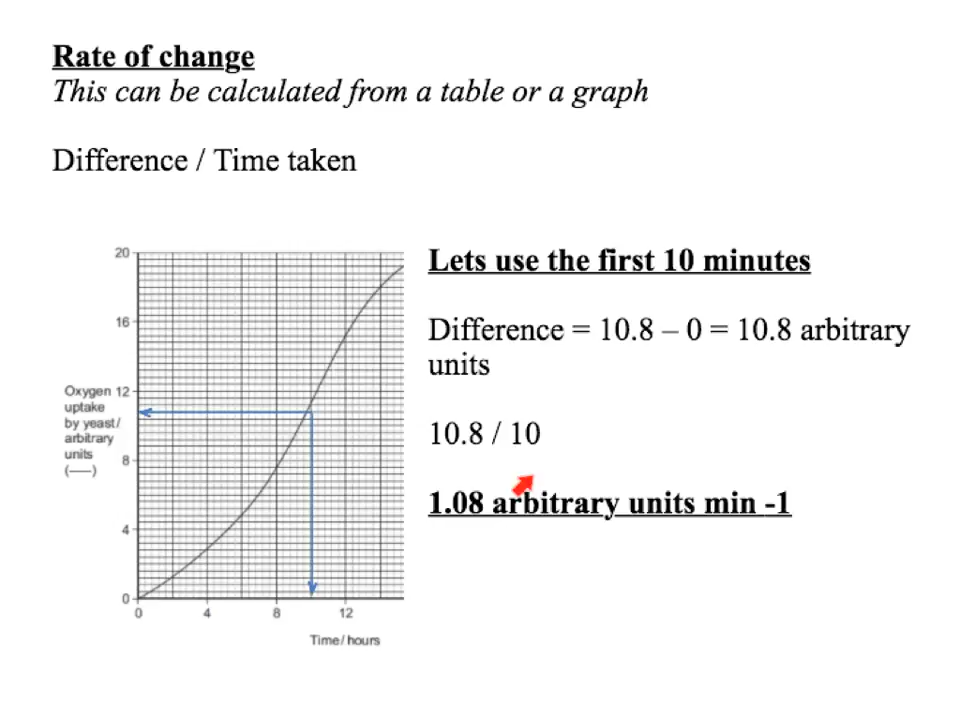 Rate of change
This can be calculated from a table or a graph
Difference / Time taken
Lets use the first 10 minutes
Difference = 10.8 – 0 = 10.8 arbitrary
units
10.8 / 10
1.08 arbitrary units min -1
20
16
12
8
4
0
Oxygen
uptake
by yeast/
arbitrary
units
(—)
0 4 8 12
Time/hours